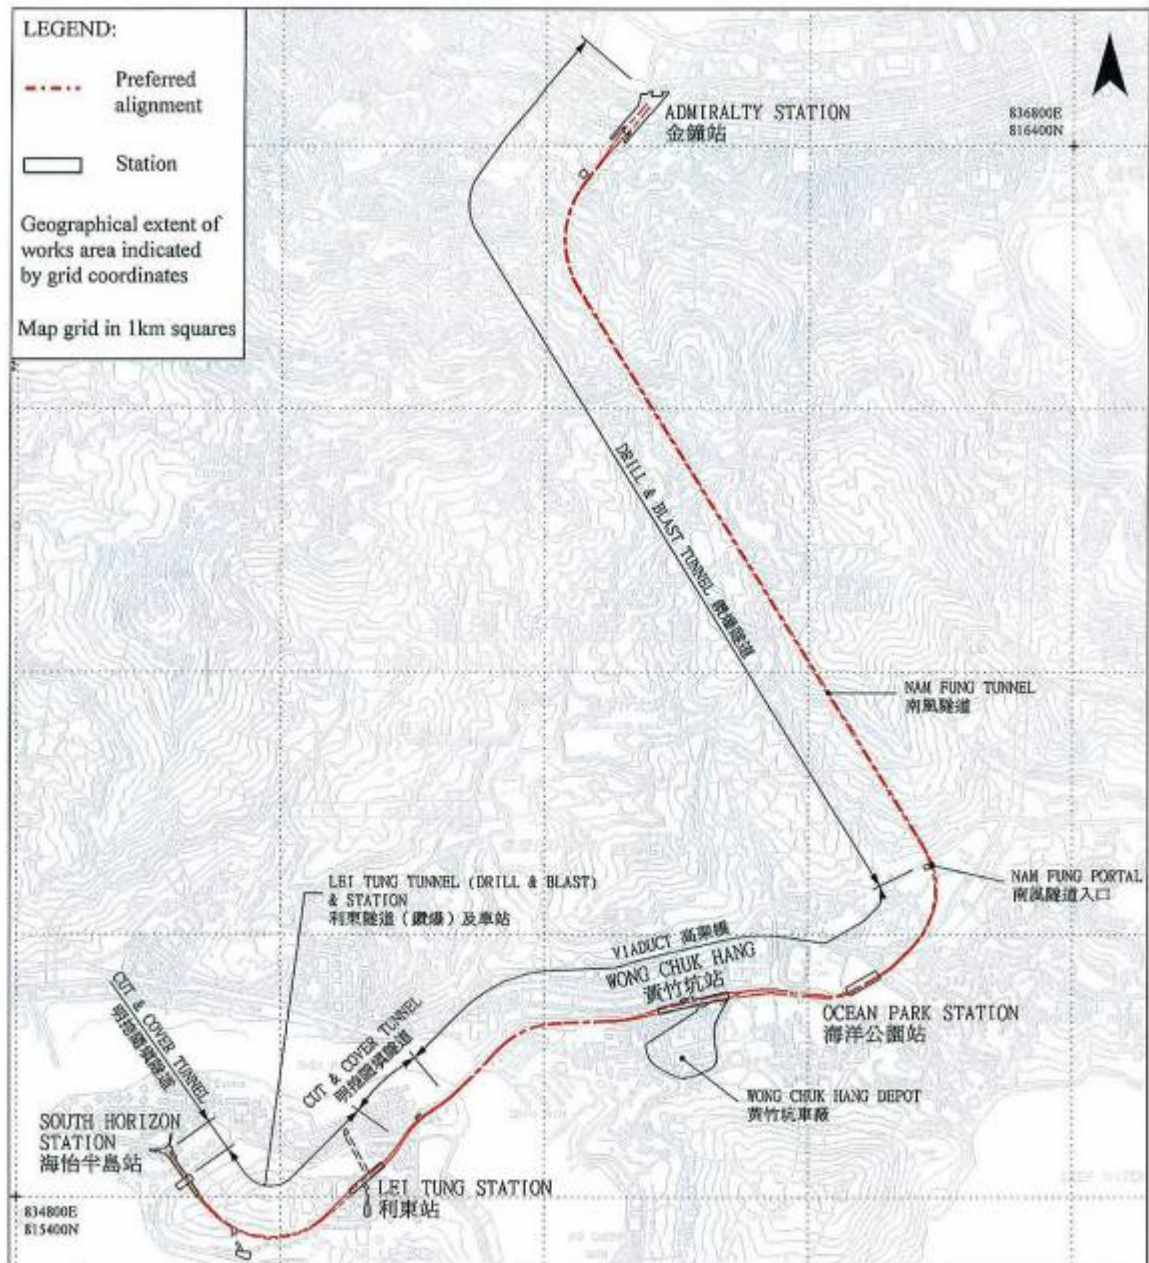 LEGEND:
Preferred
alignment
Station
Geographical extent of
works area indicated
by grid coordinates
Map grid in 1km squares
ADMIRALTY STATION
金鐘站
836800E
816400N
DRILL & BLAST TUNNEL 鑽爆隧道
NAM FUNG TUNNEL
南風隧道
NAM FUNG PORTAL
南風隧道入口
LEI TUNG TUNNEL (DRILL & BLAST)
& STATION
利東隧道(鑽爆)及車站
VIADUCT 高架橋
WONG CHUK HANG
黃竹坑站
OCEAN PARK STATION
海洋公園站
WONG CHUK HANG DEPOT
黃竹坑車廠
CUT & COVER TUNNEL
明挖隨填隧道
CUT & COVER TUNNEL
明挖隨填隧道
SOUTH HORIZON
STATION
海怡半島站
LEI TUNG STATION
利東站
834800E
815400N